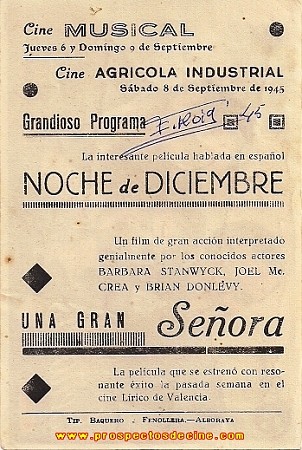 Cine MUSICAL
Jueves 6 y Domingo 9 de Septiembre
Cine AGRICOLA INDUSTRIAL
Sábado 8 de Septiembre de 1945
Grandioso Programa
45
La interesante película hablada en español
NOCHE de DICIEMBRE
Un film de gran acción interpretado
genialmente por los conocidos actores
BARBARA STANWYCK, JOEL Mc.
CREA y BRIAN DONLEVY.
UNA GRAN Señora
La película que se estrenó con reso-
nante éxito la pasada semana en el
cine Lírico de Valencia.
TIP. BAQUERO - FENOLLERA.-ALBORAYA
www.prospectosdecine.com